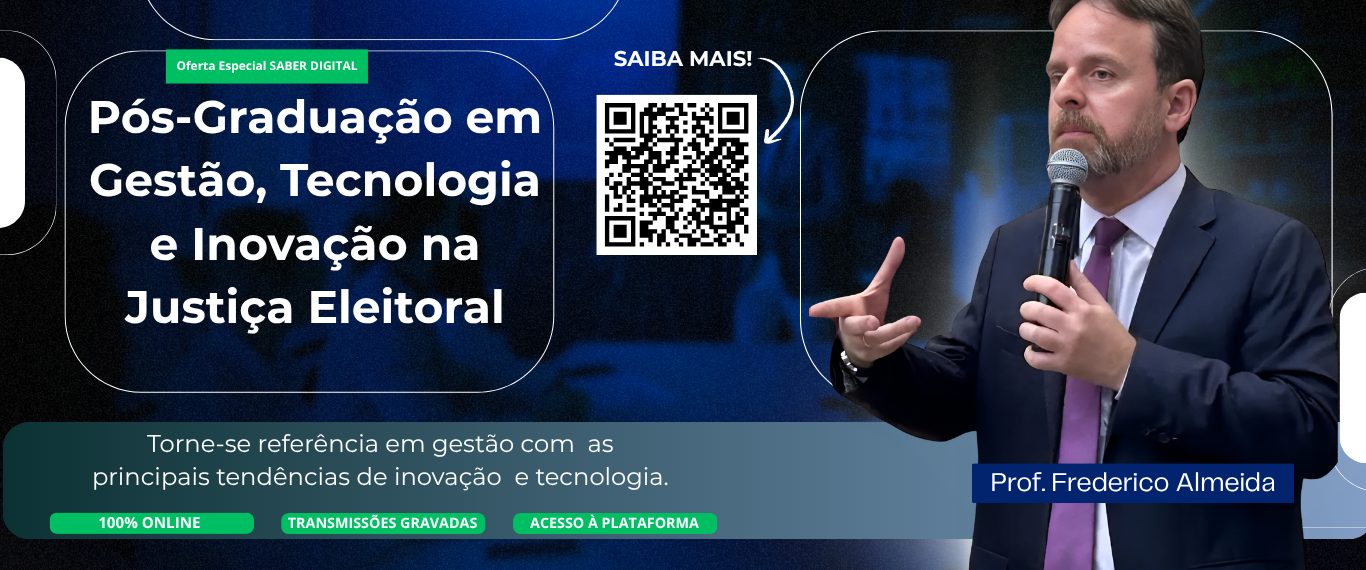 Oferta Especial SABER DIGITAL
Pós-Graduação em
Gestão, Tecnologia
e Inovação na
Justiça Eleitoral
SAIBA MAIS!
Torne-se referência em gestão com as
principais tendências de inovação e tecnologia.
100% ONLINE
TRANSMISSÕES GRAVADAS
ACESSO À PLATAFORMA
Prof. Frederico Almeida